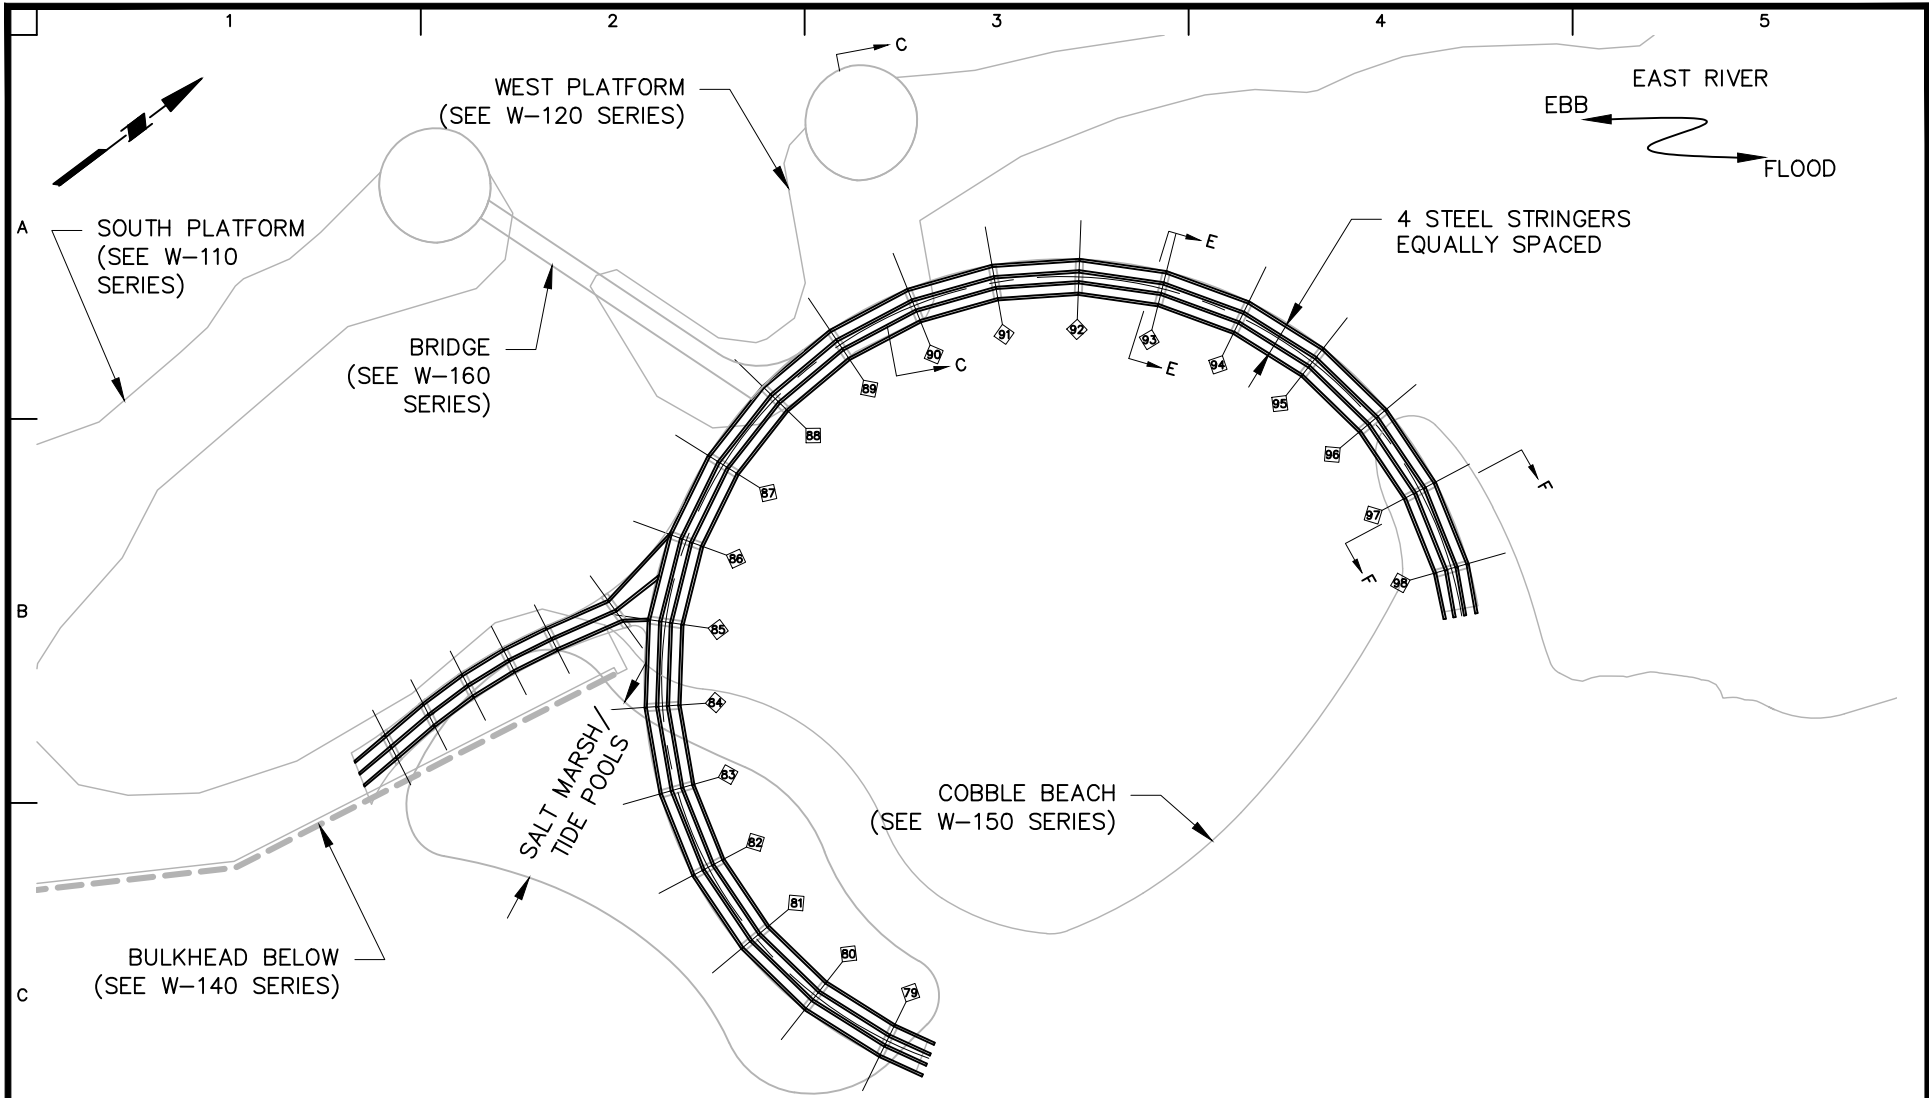 1
2
3
4
5
C
WEST PLATFORM
(SEE W-120 SERIES)
EAST RIVER
EBB
FLOOD
A
SOUTH PLATFORM
(SEE W-110
SERIES)
4 STEEL STRINGERS
EQUALLY SPACED
E
BRIDGE
(SEE W-160
SERIES)
91
92
93
90
C
E
94
89
95
88
96
87
F
97
86
F
98
B
85
84
SALT MARSH/
TIDE POOLS
83
COBBLE BEACH
(SEE W-150 SERIES)
82
81
BULKHEAD BELOW
(SEE W-140 SERIES)
80
79
C